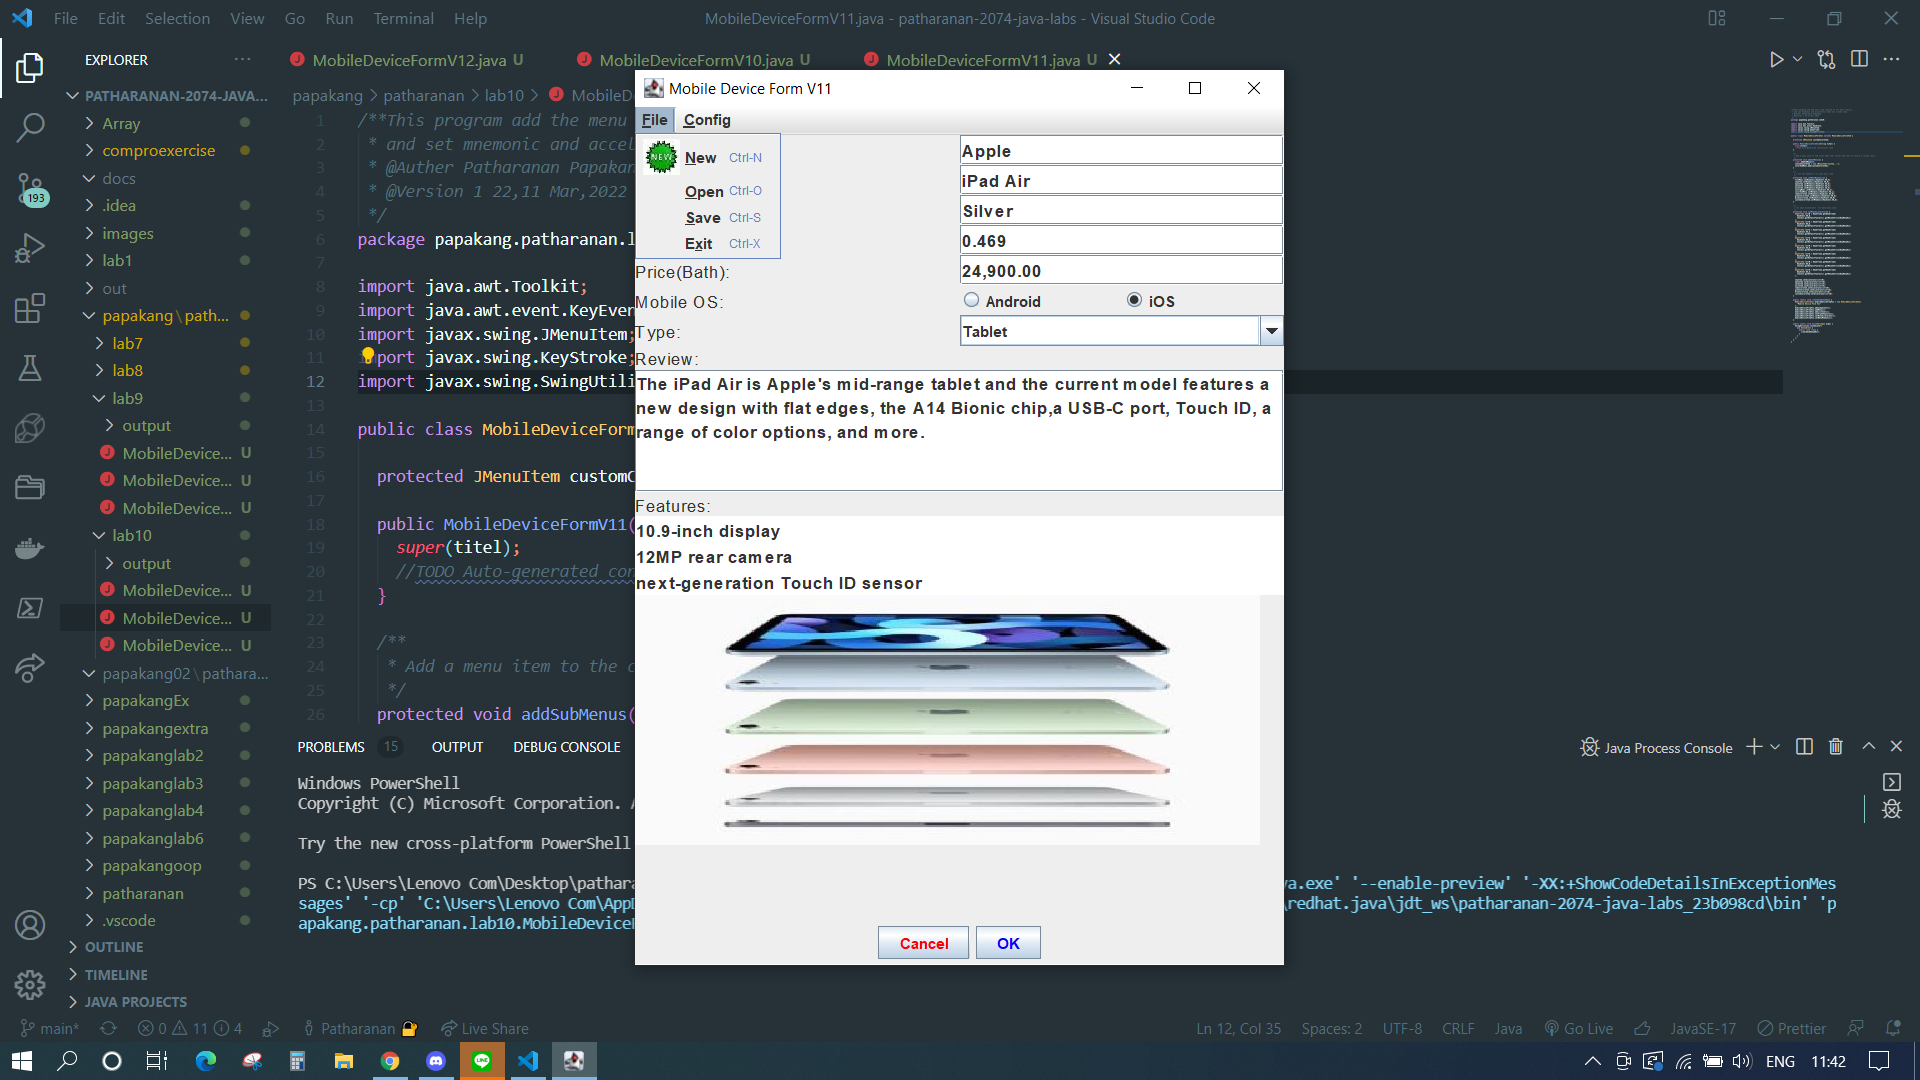 File Edit Selection View Go Run Terminal Help
MobileDeviceFormV11.java - patharanan-2074-java-labs - Visual Studio Code
EXPLORER
PATHARANAN-2074-JAVA...
Array
comproexercise
docs
.idea
images
lab1
out
papakang\path...
lab7
lab8
lab9
output
MobileDevice... U
MobileDevice... U
MobileDevice... U
lab10
output
MobileDevice... U
MobileDevice... U
MobileDevice... U
papakang02\pathara...
papakangEx
papakangextra
papakanglab2
papakanglab3
papakanglab4
papakanglab6
papakangoop
patharanan
.vscode
OUTLINE
TIMELINE
JAVA PROJECTS
193
MobileDeviceFormV12.java U
MobileDeviceFormV10.java U
MobileDeviceFormV11.java U
papakang > patharanan > lab10 > MobileD
1 /**This program add the menu
2 * and set mnemonic and accel
3 * @Auther Patharanan Papakan
4 * @Version 1 22,11 Mar,2022
5 */
6 package papakang.patharanan.l
7
8 import java.awt.Toolkit;
9 import java.awt.event.KeyEven
10 import javax.swing.JMenuItem;
11 import javax.swing.KeyStroke;
12 import javax.swing.SwingUtili
13
14 public class MobileDeviceForm
15
16 protected JMenuItem customC
17
18 public MobileDeviceFormV11(
19 super(titel);
20 //TODO Auto-generated con
21 }
22
23 /**
24 * Add a menu item to the c
25 */
26 protected void addSubMenus(
Mobile Device Form V11
File Config
NEW New Ctrl-N
Open Ctrl-O
Save Ctrl-S
Exit Ctrl-X
Apple
iPad Air
Silver
0.469
Price(Bath): 24,900.00
Mobile OS: Android iOS
Type: Tablet
Review:
The iPad Air is Apple's mid-range tablet and the current model features a
new design with flat edges, the A14 Bionic chip,a USB-C port, Touch ID, a
range of color options, and more.
Features:
10.9-inch display
12MP rear camera
next-generation Touch ID sensor
Cancel OK
PROBLEMS 15 OUTPUT DEBUG CONSOLE
Java Process Console
Windows PowerShell
Copyright (C) Microsoft Corporation. A
Try the new cross-platform PowerShell
PS C:\Users\Lenovo Com\Desktop\pathara va.exe' '--enable-preview' '-XX:+ShowCodeDetailsInExceptionMes
sages' '-cp' 'C:\Users\Lenovo Com\AppD \redhat.java\jdt_ws\patharanan-2074-java-labs_23b098cd\bin' 'p
apakang.patharanan.lab10.MobileDeviceF
main* 0 11 4 Patharanan Live Share
Ln 12, Col 35 Spaces: 2 UTF-8 CRLF Java Go Live JavaSE-17 Prettier
ENG 11:42